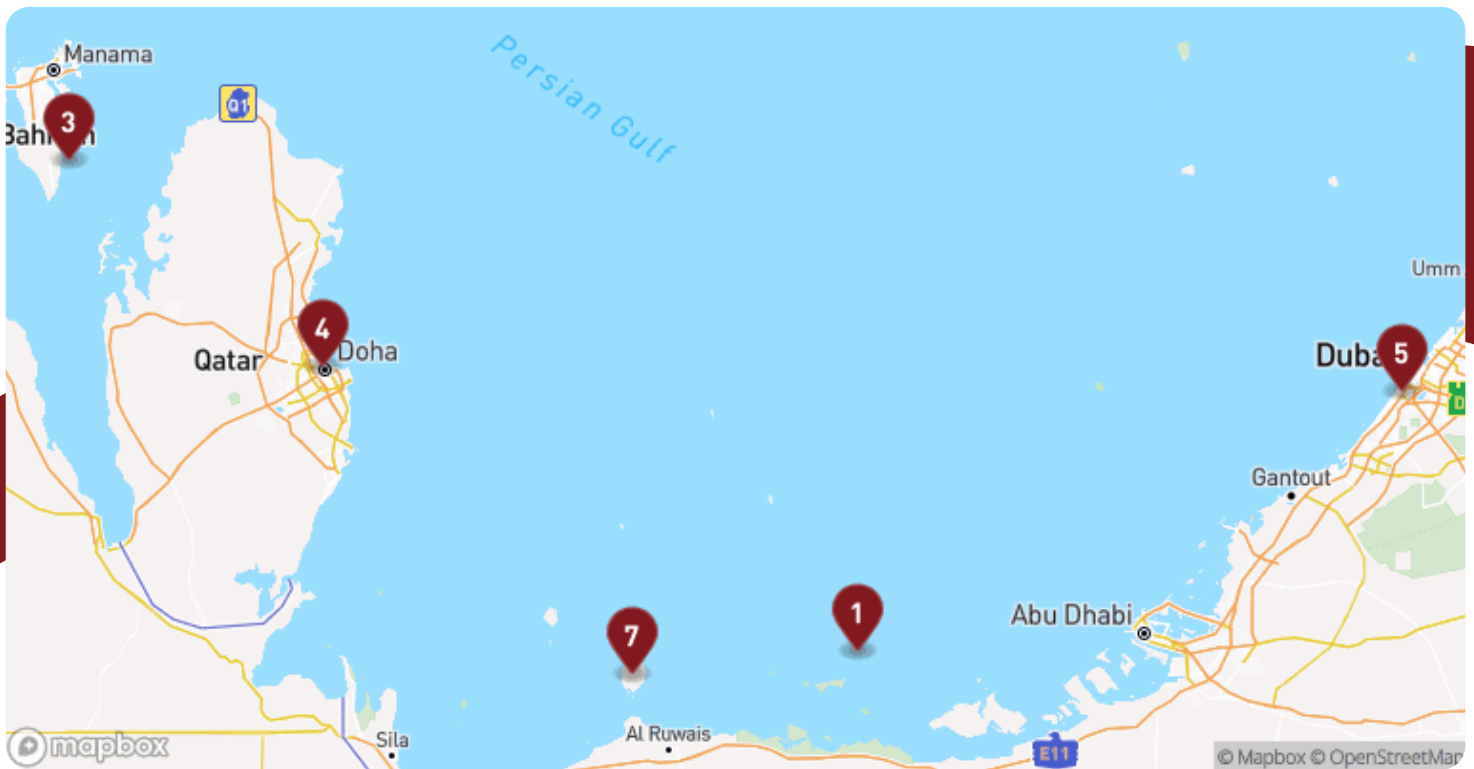 Manama
Persian Gulf
Q1
3
Umm
4
Doha
Qatar
5
Gantout
1
Abu Dhabi
7
Al Ruwais
Sila
E11
D
mapbox
© Mapbox © OpenStreetMap